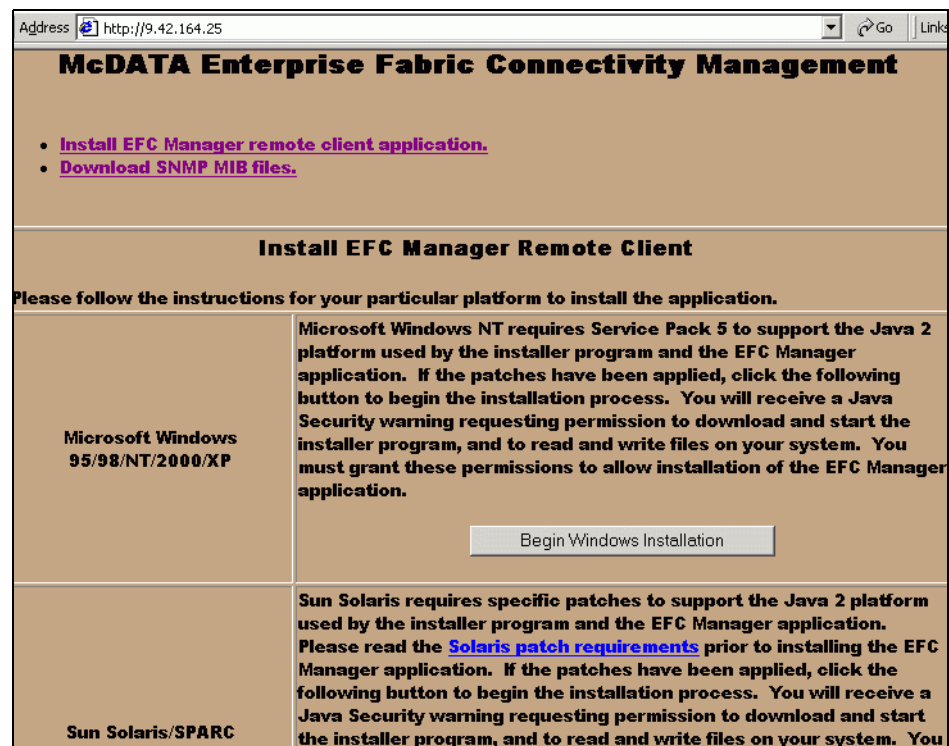 Address http://9.42.164.25 Go Links
McDATA Enterprise Fabric Connectivity Management
Install EFC Manager remote client application.
Download SNMP MIB files.
Install EFC Manager Remote Client
Please follow the instructions for your particular platform to install the application.
Microsoft Windows
95/98/NT/2000/XP
Microsoft Windows NT requires Service Pack 5 to support the Java 2
platform used by the installer program and the EFC Manager
application. If the patches have been applied, click the following
button to begin the installation process. You will receive a Java
Security warning requesting permission to download and start the
installer program, and to read and write files on your system. You
must grant these permissions to allow installation of the EFC Manager
application.
Begin Windows Installation
Sun Solaris/SPARC
Sun Solaris requires specific patches to support the Java 2 platform
used by the installer program and the EFC Manager application.
Please read the Solaris patch requirements prior to installing the EFC
Manager application. If the patches have been applied, click the
following button to begin the installation process. You will receive a
Java Security warning requesting permission to download and start
the installer program, and to read and write files on your system. You